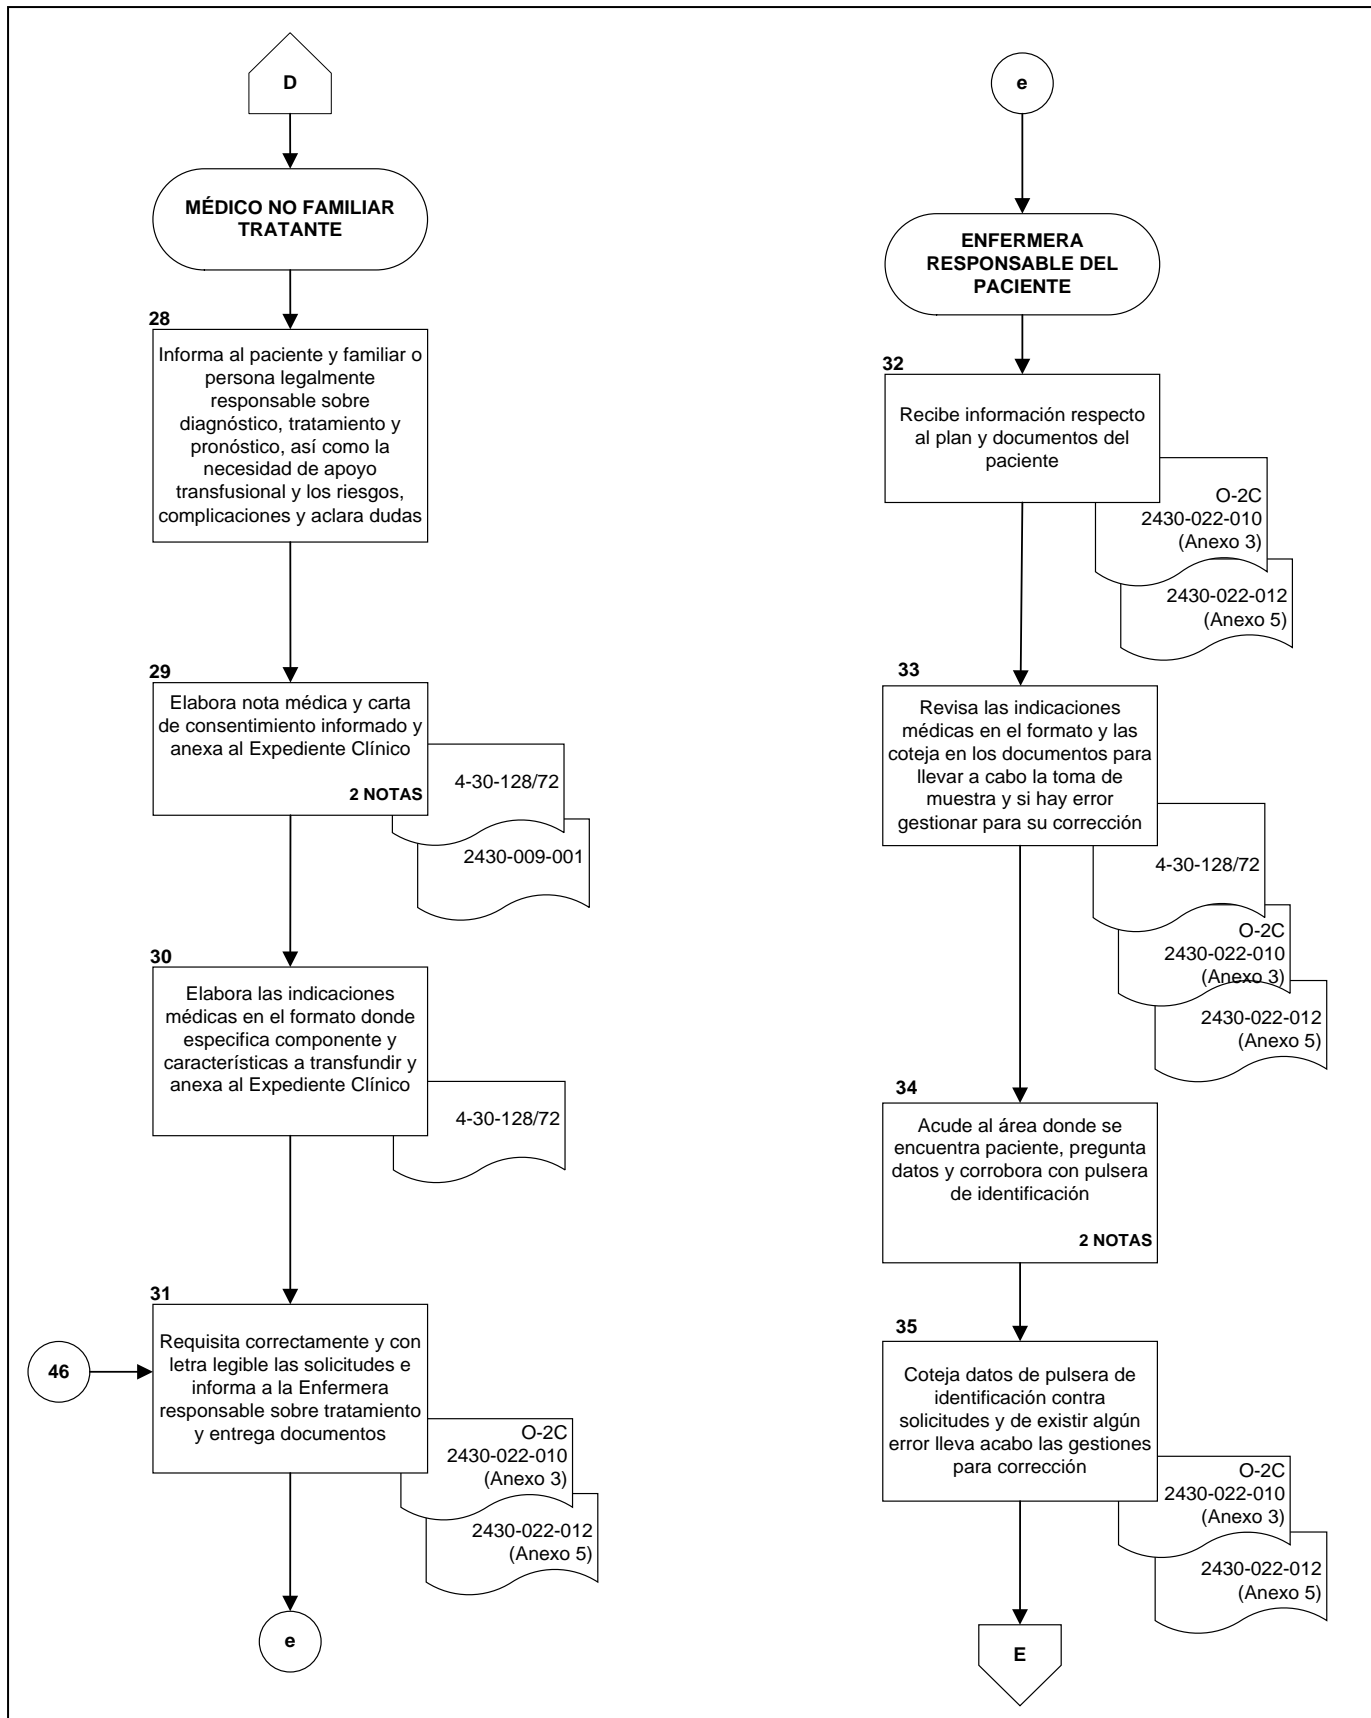 D
MÉDICO NO FAMILIAR
TRATANTE
28
Informa al paciente y familiar o
persona legalmente
responsable sobre
diagnóstico, tratamiento y
pronóstico, así como la
necesidad de apoyo
transfusional y los riesgos,
complicaciones y aclara dudas
29
Elabora nota médica y carta
de consentimiento informado y
anexa al Expediente Clínico
2 NOTAS
4-30-128/72
2430-009-001
30
Elabora las indicaciones
médicas en el formato donde
especifica componente y
características a transfundir y
anexa al Expediente Clínico
4-30-128/72
31
46
Requisita correctamente y con
letra legible las solicitudes e
informa a la Enfermera
responsable sobre tratamiento
y entrega documentos
O-2C
2430-022-010
(Anexo 3)
2430-022-012
(Anexo 5)
e
e
ENFERMERA
RESPONSABLE DEL
PACIENTE
32
Recibe información respecto
al plan y documentos del
paciente
O-2C
2430-022-010
(Anexo 3)
2430-022-012
(Anexo 5)
33
Revisa las indicaciones
médicas en el formato y las
coteja en los documentos para
llevar a cabo la toma de
muestra y si hay error
gestionar para su corrección
4-30-128/72
O-2C
2430-022-010
(Anexo 3)
2430-022-012
(Anexo 5)
34
Acude al área donde se
encuentra paciente, pregunta
datos y corrobora con pulsera
de identificación
2 NOTAS
35
Coteja datos de pulsera de
identificación contra
solicitudes y de existir algún
error lleva acabo las gestiones
para corrección
O-2C
2430-022-010
(Anexo 3)
2430-022-012
(Anexo 5)
E